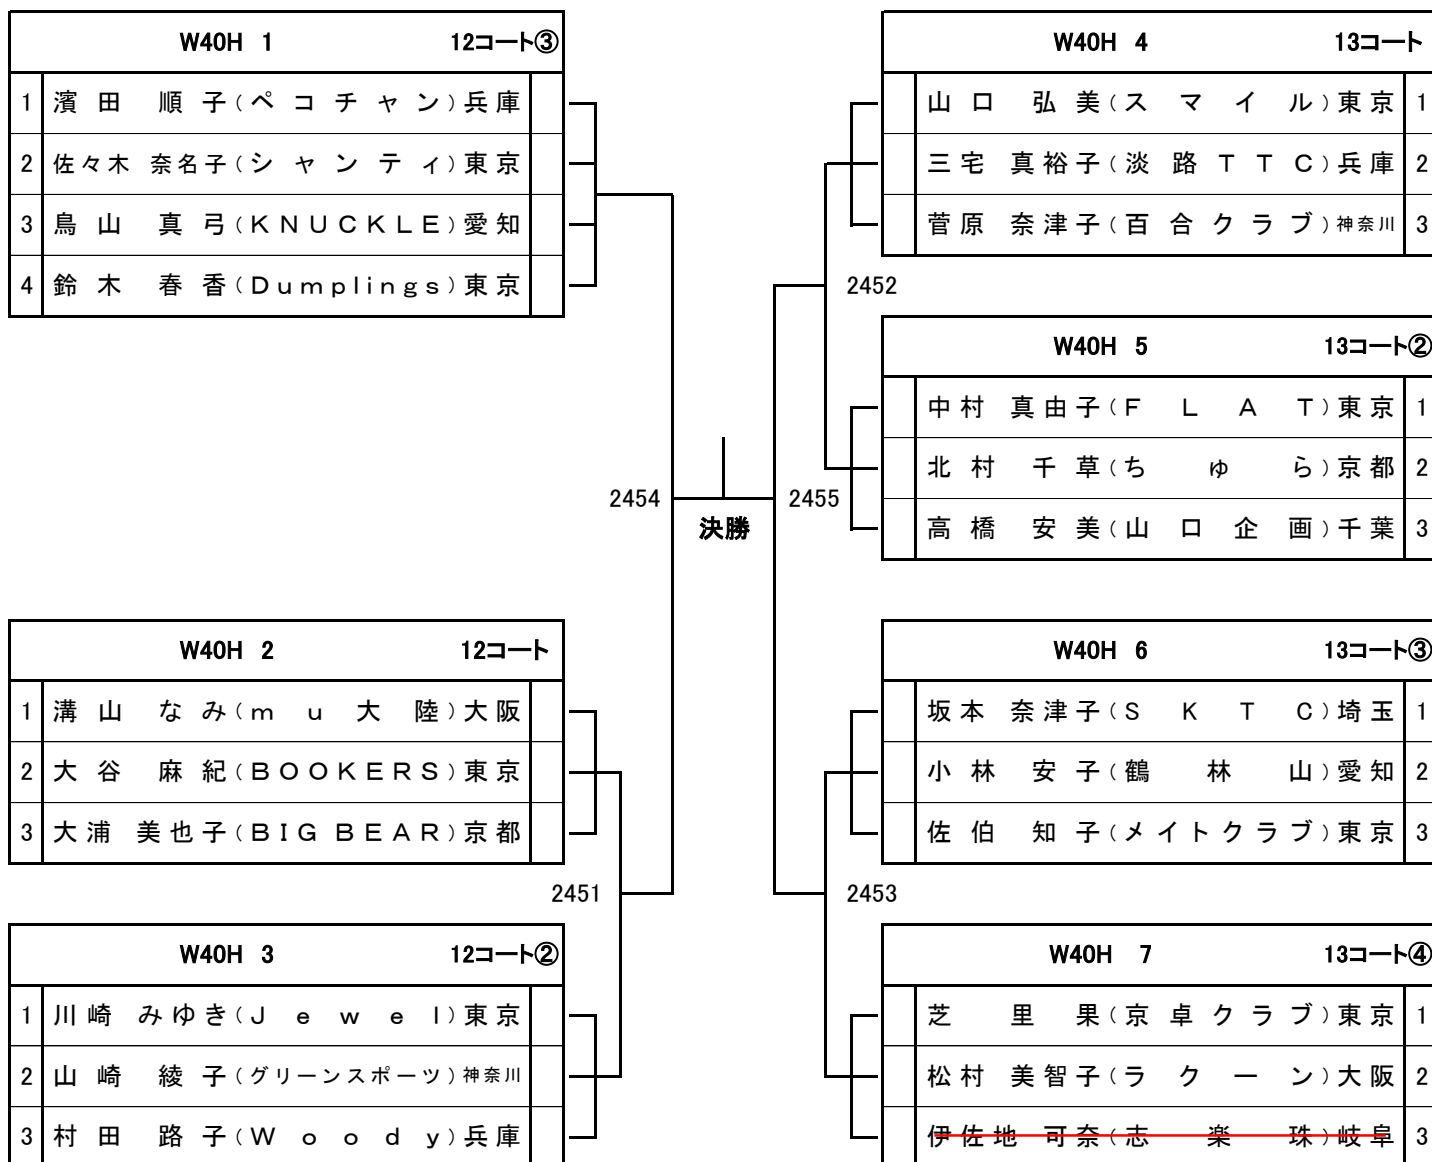 W40H 1 12コート③
1 濱田 順子(ペコチャン)兵庫
2 佐々木 奈名子(シャンティ)東京
3 鳥山 真弓(KNUCKLE)愛知
4 鈴木 春香(Dumplings)東京
W40H 2 12コート
1 溝山 なみ(mu大陸)大阪
2 大谷 麻紀(BOOKERS)東京
3 大浦 美也子(BIG BEAR)京都
2451
W40H 3 12コート②
1 川崎 みゆき(Jewel)東京
2 山崎 綾子(グリーンスポーツ)神奈川
3 村田 路子(Woody)兵庫
2454
決勝
2455
W40H 4 13コート
山口 弘美(スマイル)東京 1
三宅 真裕子(淡路TTC)兵庫 2
菅原 奈津子(百合クラブ)神奈川 3
2452
W40H 5 13コート②
中村 真由子(FLAT)東京 1
北村 千草(ちゅら)京都 2
高橋 安美(山口企画)千葉 3
W40H 6 13コート③
坂本 奈津子(SKTC)埼玉 1
小林 安子(鶴林山)愛知 2
佐伯 知子(メイトクラブ)東京 3
2453
W40H 7 13コート④
芝 里果(京卓クラブ)東京 1
松村 美智子(ラクーン)大阪 2
伊佐地 可奈(志楽珠)岐阜 3